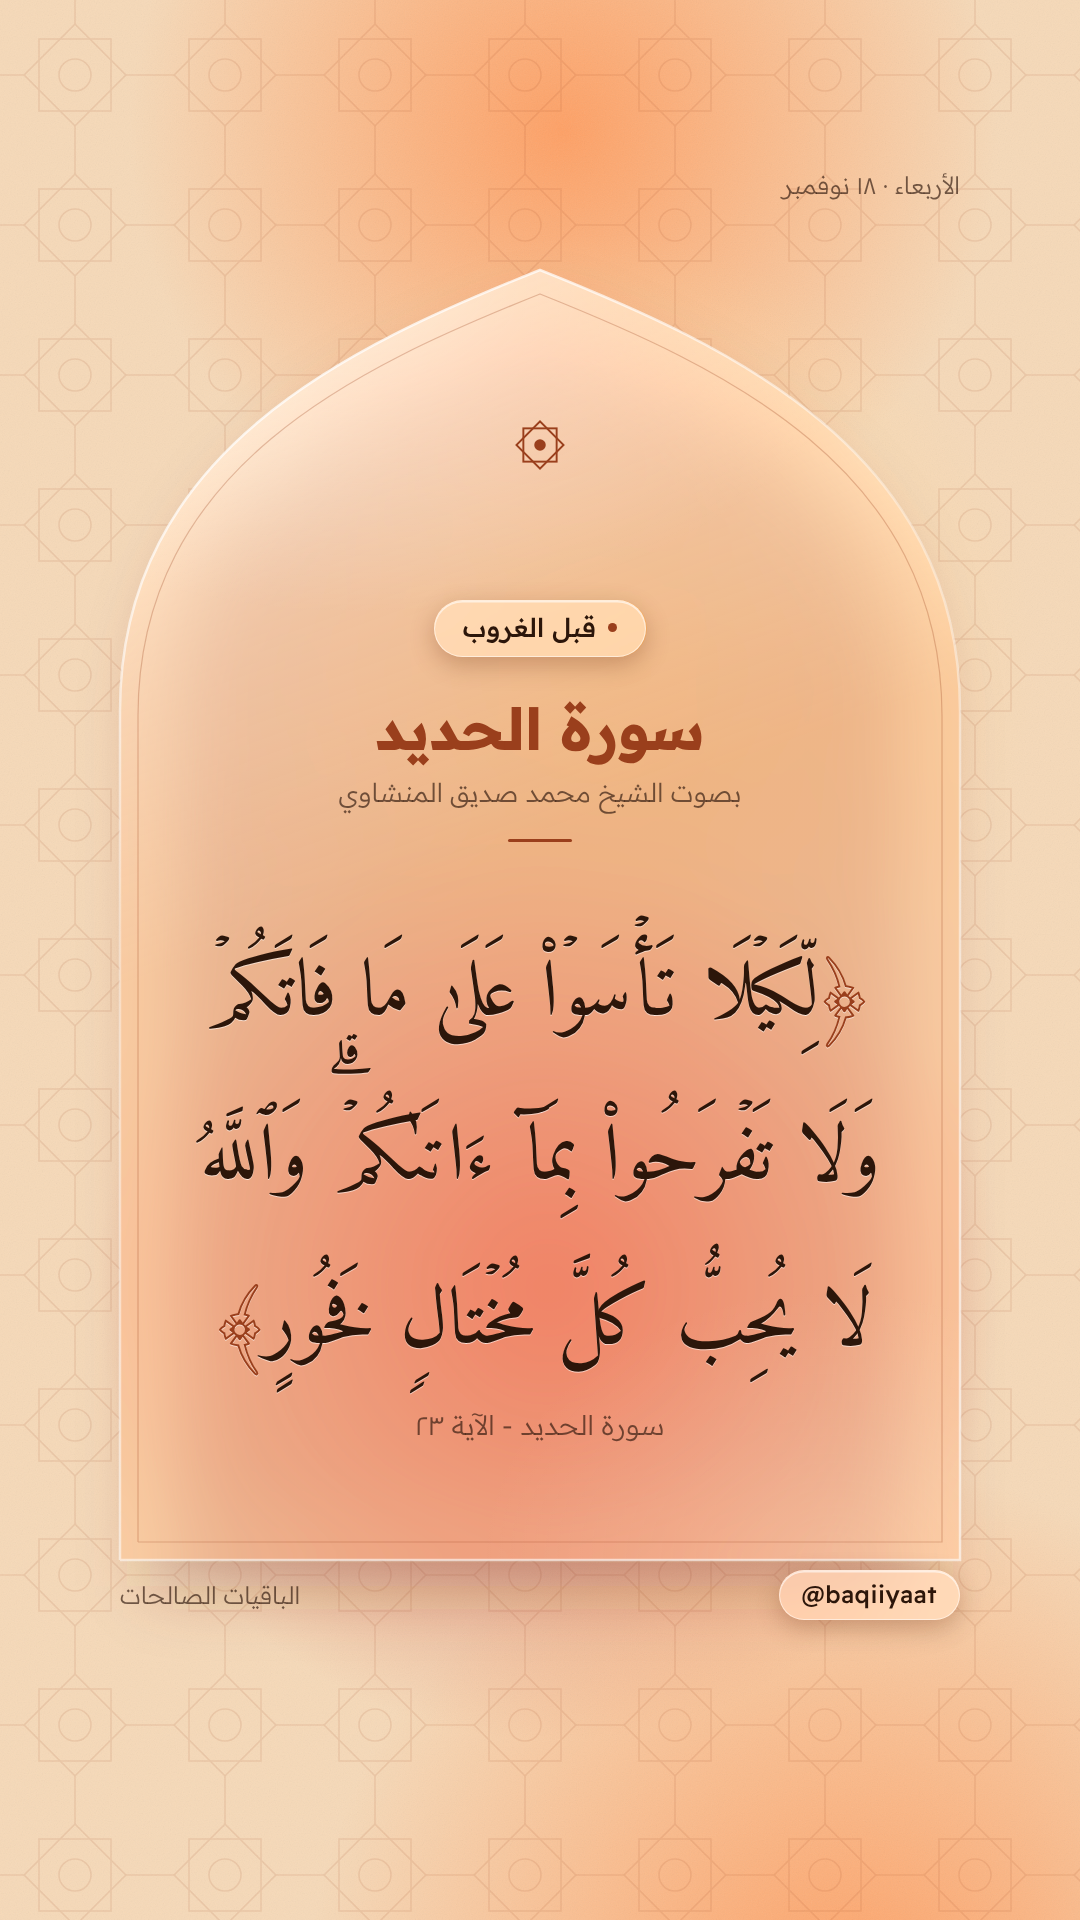 الأربعاء · ١٨ نوفمبر
• قبل الغروب
سورة الحديد
بصوت الشيخ محمد صديق المنشاوي
﴿لِّكَيۡلَا تَأۡسَوۡاْ عَلَىٰ مَا فَاتَكُمۡ
وَلَا تَفۡرَحُواْ بِمَآ ءَاتَىٰكُمۡۗ وَٱللَّهُ
لَا يُحِبُّ كُلَّ مُخۡتَالٖ فَخُورٍ﴾
سورة الحديد - الآية ٢٣
@baqiiyaat
الباقيات الصالحات